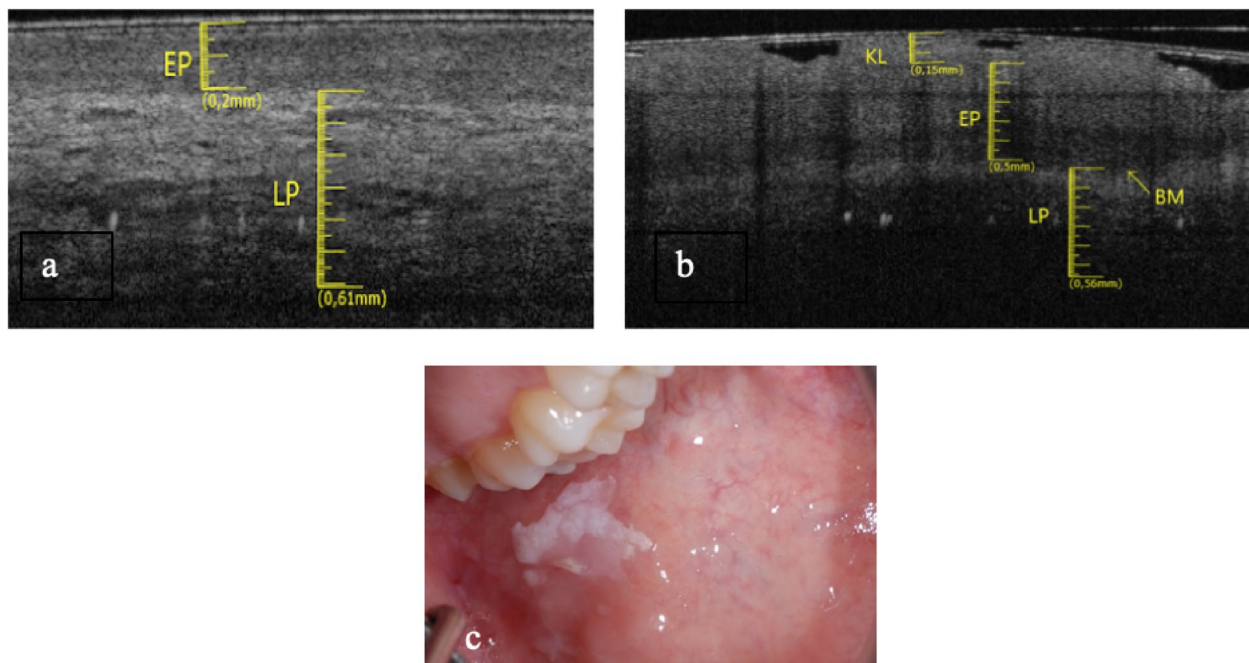 EP
(0,2mm)
LP
(0,61mm)
a
KL
(0,15mm)
EP
(0,5mm)
BM
LP
(0,56mm)
b
c